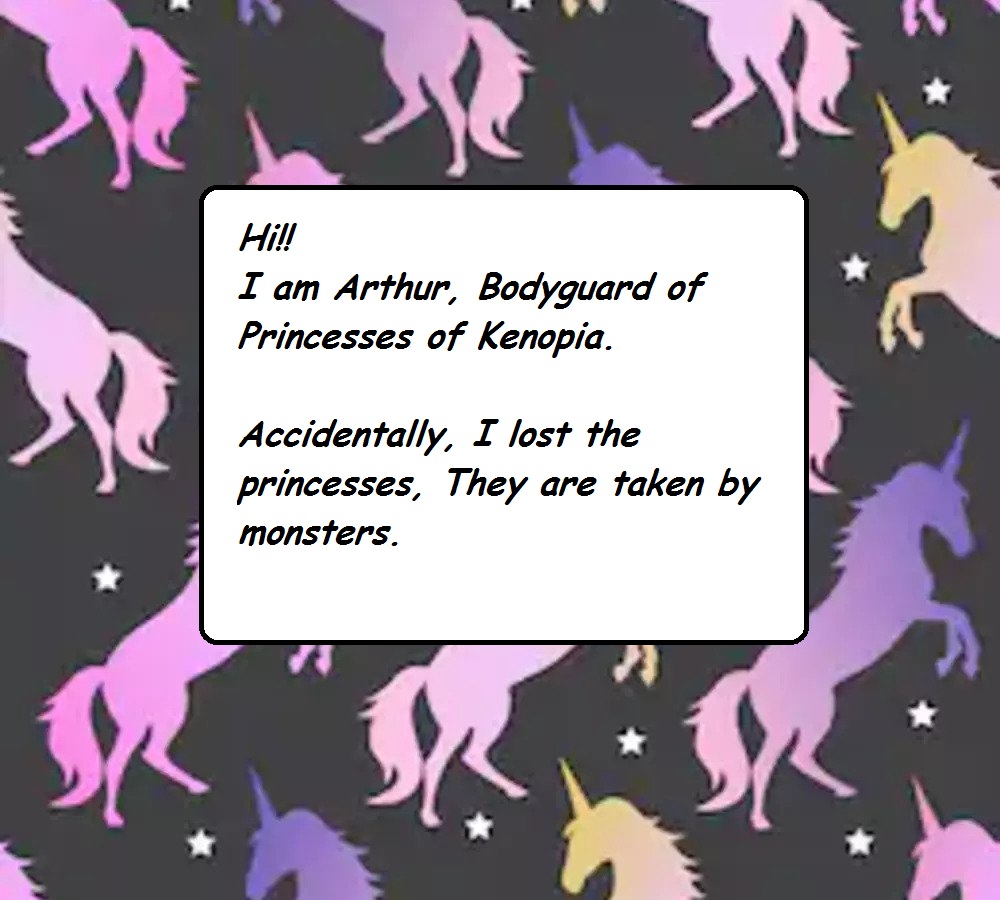 Hi!!
I am Arthur, Bodyguard of
Princesses of Kenopia.
Accidentally, I lost the
princesses, They are taken by
monsters.